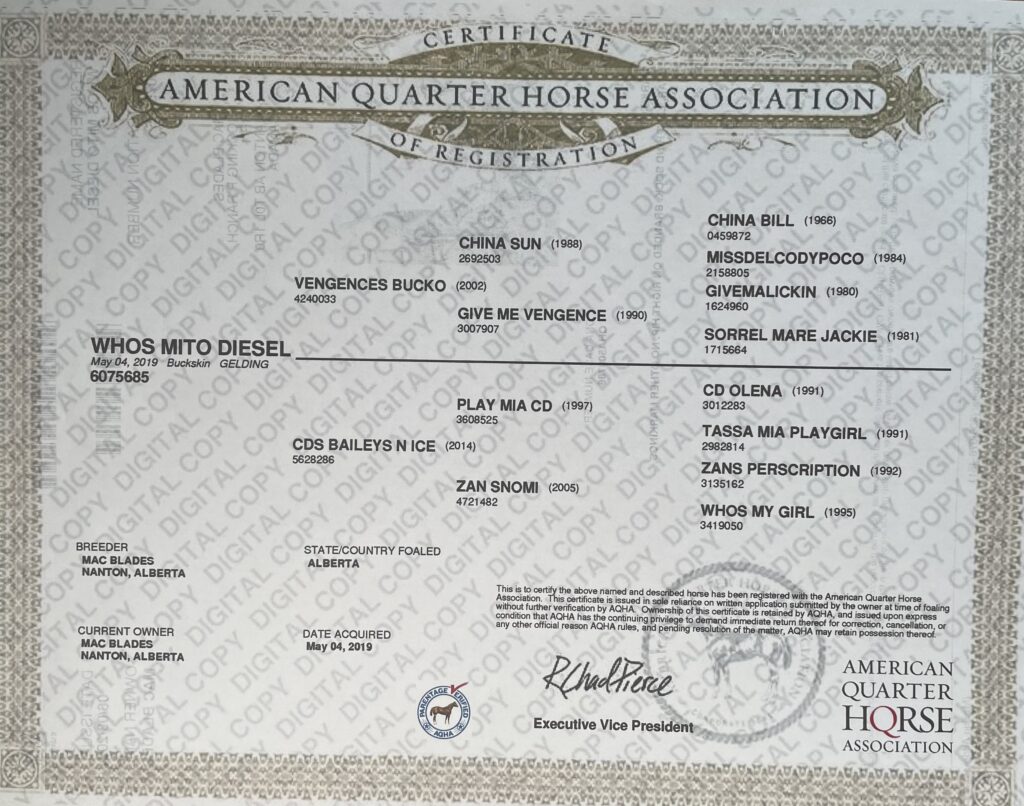 CERTIFICATE
AMERICAN QUARTER HORSE ASSOCIATION
OF REGISTRATION
CHINA BILL (1966)
0459872
CHINA SUN (1988)
2692503
MISSDELCODYPOCO (1984)
2158805
VENGENCES BUCKO (2002)
4240033
GIVEMALICKIN (1980)
1624960
GIVE ME VENGENCE (1990)
3007907
SORREL MARE JACKIE (1981)
1715664
WHOS MITO DIESEL
May 04, 2019 Buckskin GELDING
6075685
CD OLENA (1991)
3012283
PLAY MIA CD (1997)
3608525
TASSA MIA PLAYGIRL (1991)
2982814
CDS BAILEYS N ICE (2014)
5628286
ZANS PERSCRIPTION (1992)
3135162
ZAN SNOMI (2005)
4721482
WHOS MY GIRL (1995)
3419050
BREEDER
MAC BLADES
NANTON, ALBERTA
STATE/COUNTRY FOALED
ALBERTA
This is to certify the above named and described horse has been registered with the American Quarter Horse
Association. This certificate is issued in sole reliance on written application submitted by the owner at time of foaling
without further verification by AQHA. Ownership of this certificate is retained by AQHA, and issued upon express
condition that AQHA has the continuing privilege to demand immediate return thereof for correction, cancellation, or
any other official reason AQHA rules, and pending resolution of the matter, AQHA may retain possession thereof.
CURRENT OWNER
MAC BLADES
NANTON, ALBERTA
DATE ACQUIRED
May 04, 2019
PARENTAGE VERIFIED
AQHA
R Chad Pierce
Executive Vice President
AMERICAN
QUARTER
HORSE
ASSOCIATION
DIGITAL COPY